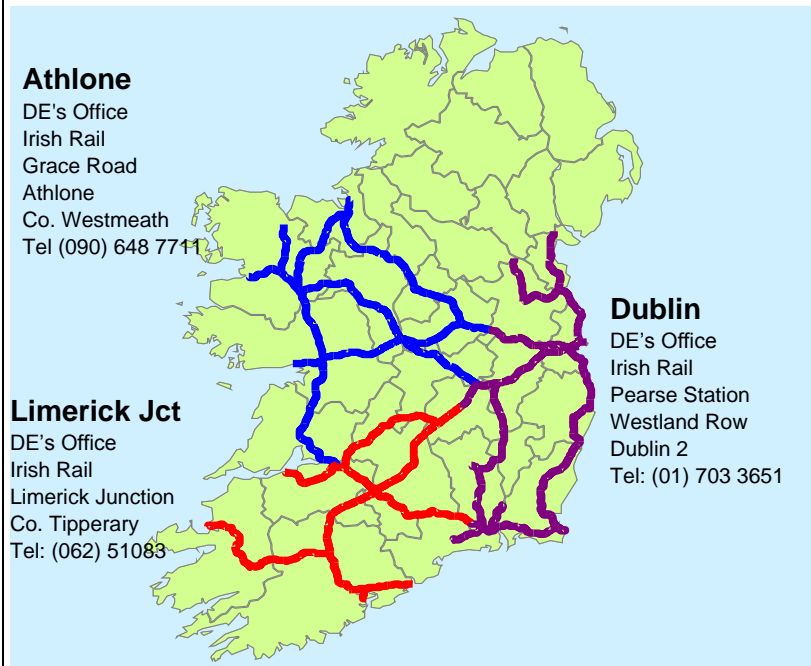 Athlone
DE's Office
Irish Rail
Grace Road
Athlone
Co. Westmeath
Tel (090) 648 7711
Dublin
DE's Office
Irish Rail
Pearse Station
Westland Row
Dublin 2
Tel: (01) 703 3651
Limerick Jct
DE's Office
Irish Rail
Limerick Junction
Co. Tipperary
Tel: (062) 51083